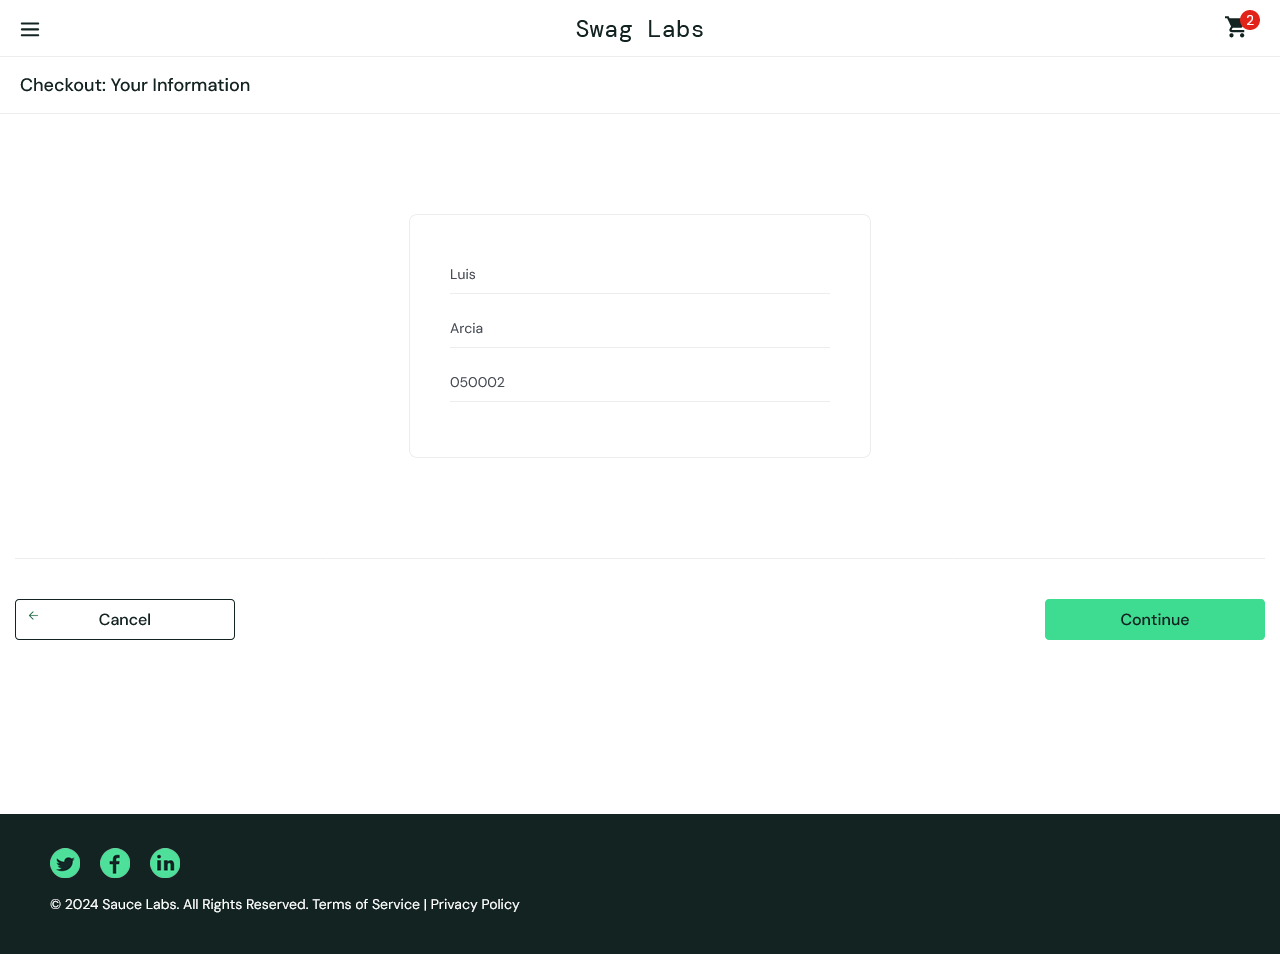 Swag Labs
2
Checkout: Your Information
Luis
Arcia
050002
Cancel
Continue
© 2024 Sauce Labs. All Rights Reserved. Terms of Service | Privacy Policy